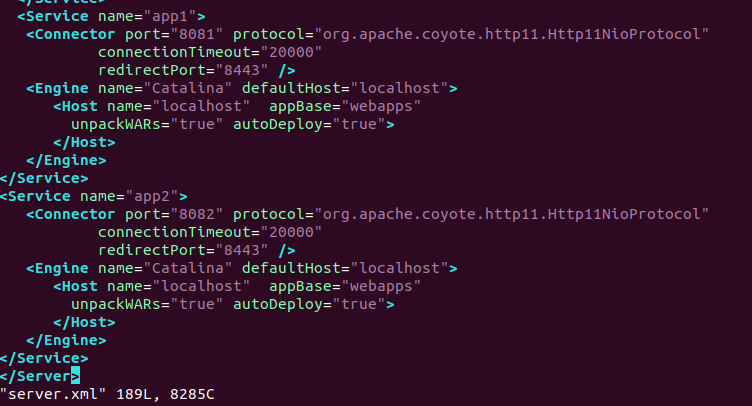 </Service>
<Service name="app1">
<Connector port="8081" protocol="org.apache.coyote.http11.Http11NioProtocol"
connectionTimeout="20000"
redirectPort="8443" />
<Engine name="Catalina" defaultHost="localhost">
<Host name="localhost"  appBase="webapps"
unpackWARs="true" autoDeploy="true">
</Host>
</Engine>
</Service>
<Service name="app2">
<Connector port="8082" protocol="org.apache.coyote.http11.Http11NioProtocol"
connectionTimeout="20000"
redirectPort="8443" />
<Engine name="Catalina" defaultHost="localhost">
<Host name="localhost"  appBase="webapps"
unpackWARs="true" autoDeploy="true">
</Host>
</Engine>
</Service>
</Server>
"server.xml" 189L, 8285C